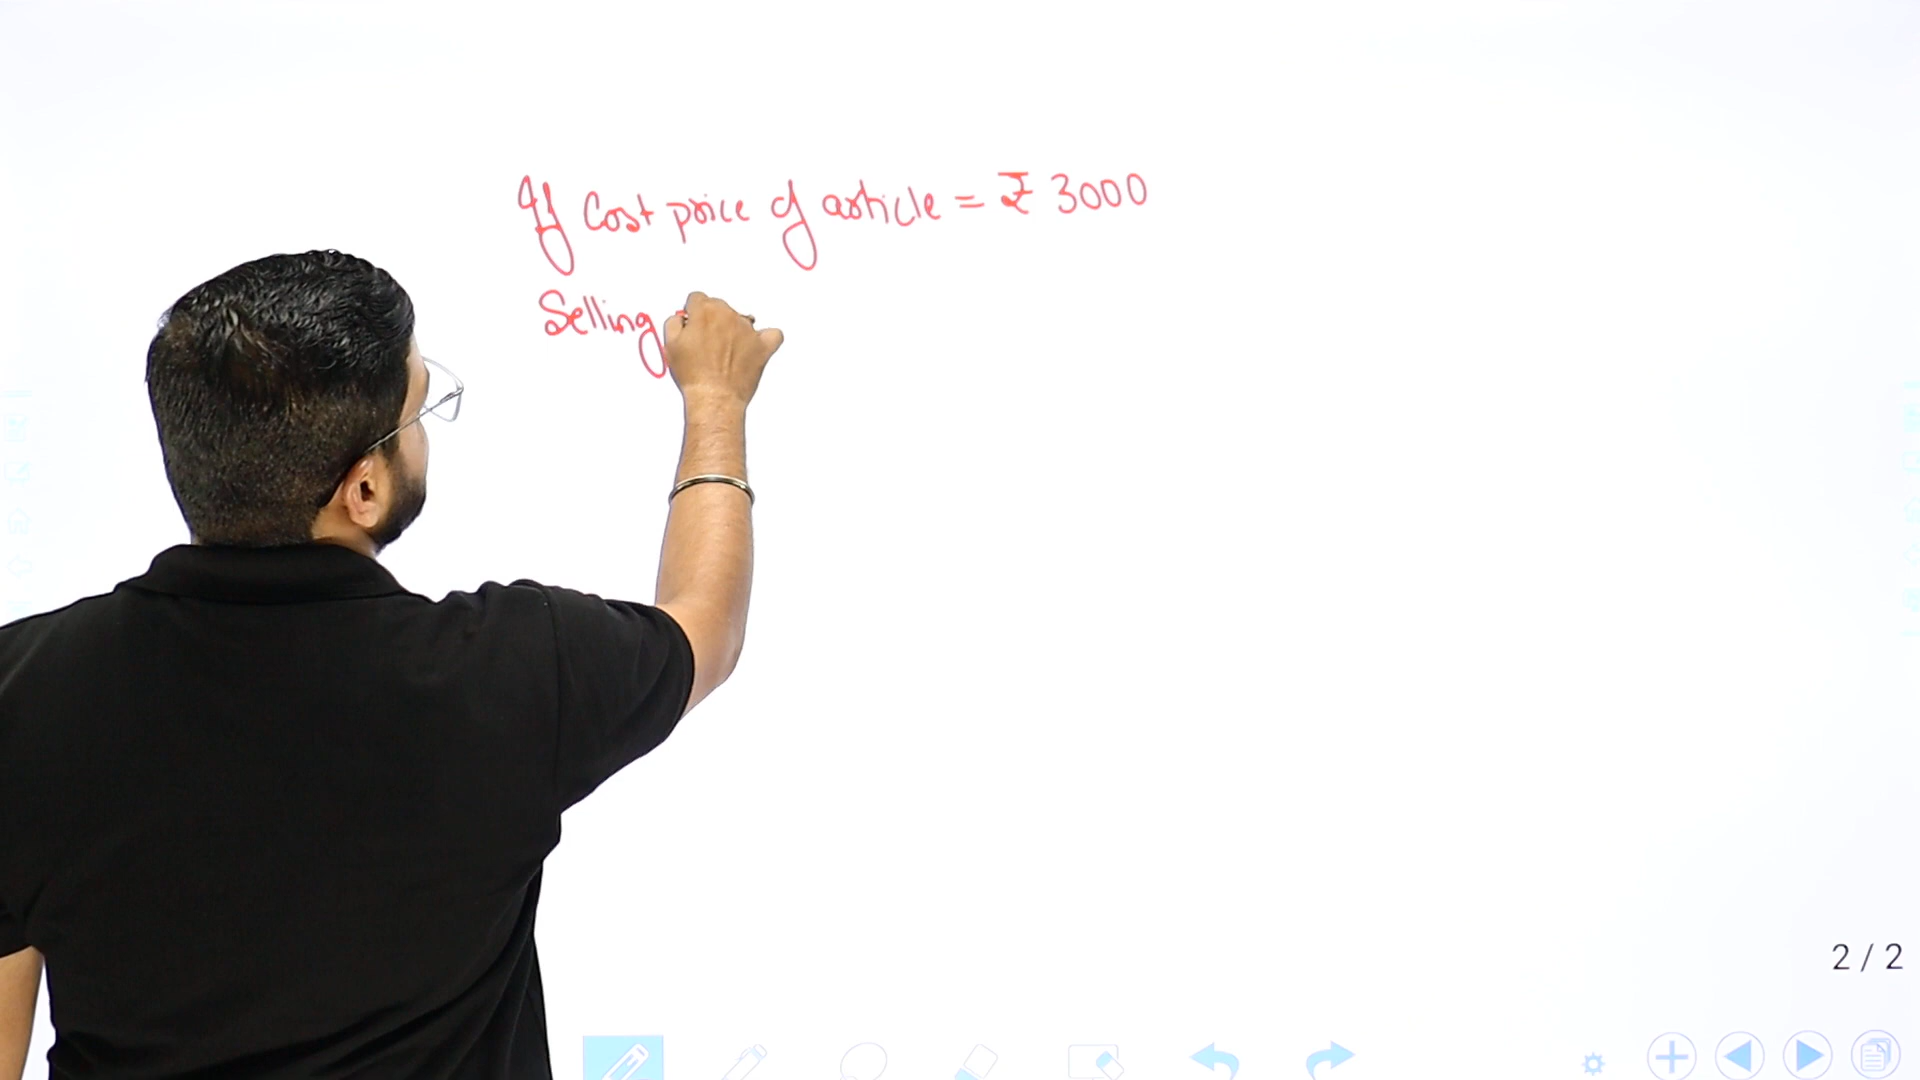 If Cost price of article = ₹ 3000
Selling
2 / 2